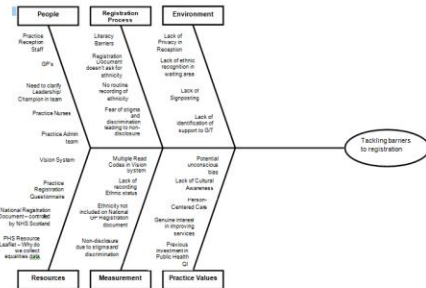 People
Registration
Process
Environment
Practice
Reception
Staff
GP's
Need to clarify
Leadership/
Champion in team
Practice Nurses
Practice Admin
team
Literacy
Barriers
Registration
Document
doesn't ask for
ethnicity
No routine
recording of
ethnicity
Fear of stigma
and
discrimination
leading to non-
disclosure
Lack of
Privacy in
Reception
Lack of ethnic
recognition in
waiting area
Lack of
Signposting
Lack of
identification of
support to G/T
Tackling barriers
to registration
Vision System
Practice
Registration
Questionnaire
National Registration
Document – controlled
by NHS Scotland
PHS Resource
Leaflet – Why do
we collect
equalities data
Multiple Read
Codes in Vision
system
Lack of
recording
Ethnic status
Ethnicity not
included on National
GP Registration
document
Non-disclosure
due to stigma and
discrimination
Potential
unconscious
bias
Lack of Cultural
Awareness
Person-
Centered Care
Genuine interest
in improving
services
Previous
investment in
Public Health
QI
Resources
Measurement
Practice Values